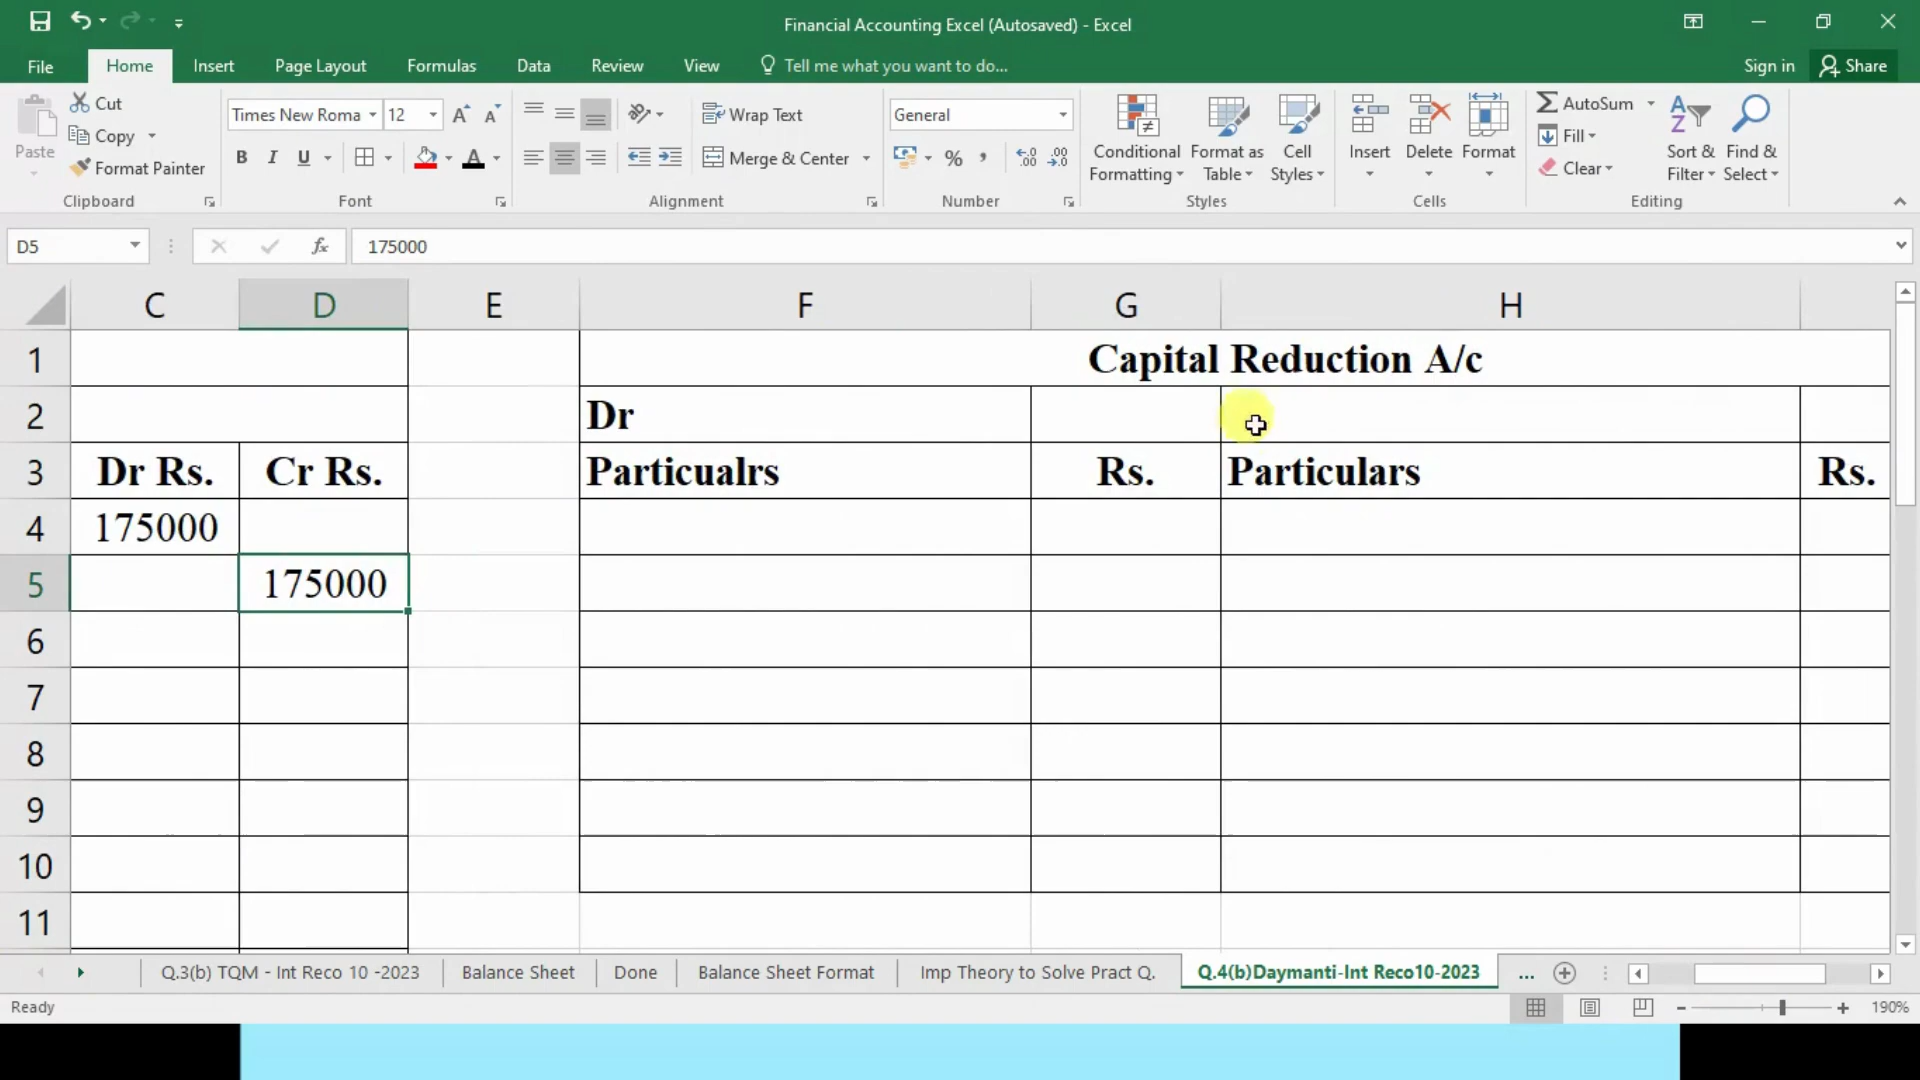 Financial Accounting Excel (Autosaved) - Excel
File Home Insert Page Layout Formulas Data Review View Tell me what you want to do... Sign in Share
Paste
Cut
Copy
Format Painter
Clipboard
Times New Roma 12
B I U
Font
Wrap Text
Merge & Center
Alignment
General
Number
Conditional Formatting
Format as Table
Cell Styles
Styles
Insert
Delete
Format
Cells
AutoSum
Fill
Clear
Sort & Filter
Find & Select
Editing
D5 fx 175000
C D E F G H
1 Capital Reduction A/c
2 Dr
3 Dr Rs. Cr Rs. Particualrs Rs. Particulars Rs.
4 175000
5 175000
6
7
8
9
10
11
Q.3(b) TQM - Int Reco 10 -2023 Balance Sheet Done Balance Sheet Format Imp Theory to Solve Pract Q. Q.4(b)Daymanti-Int Reco10-2023 ...
Ready 190%